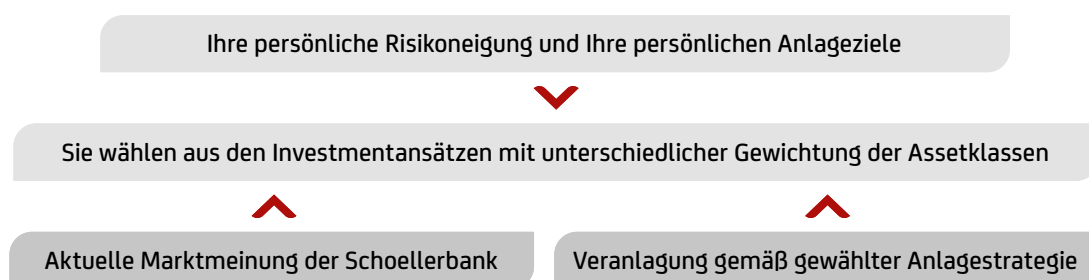 Ihre persönliche Risikoneigung und Ihre persönlichen Anlageziele
Sie wählen aus den Investmentansätzen mit unterschiedlicher Gewichtung der Assetklassen
Aktuelle Marktmeinung der Schoellerbank
Veranlagung gemäß gewählter Anlagestrategie